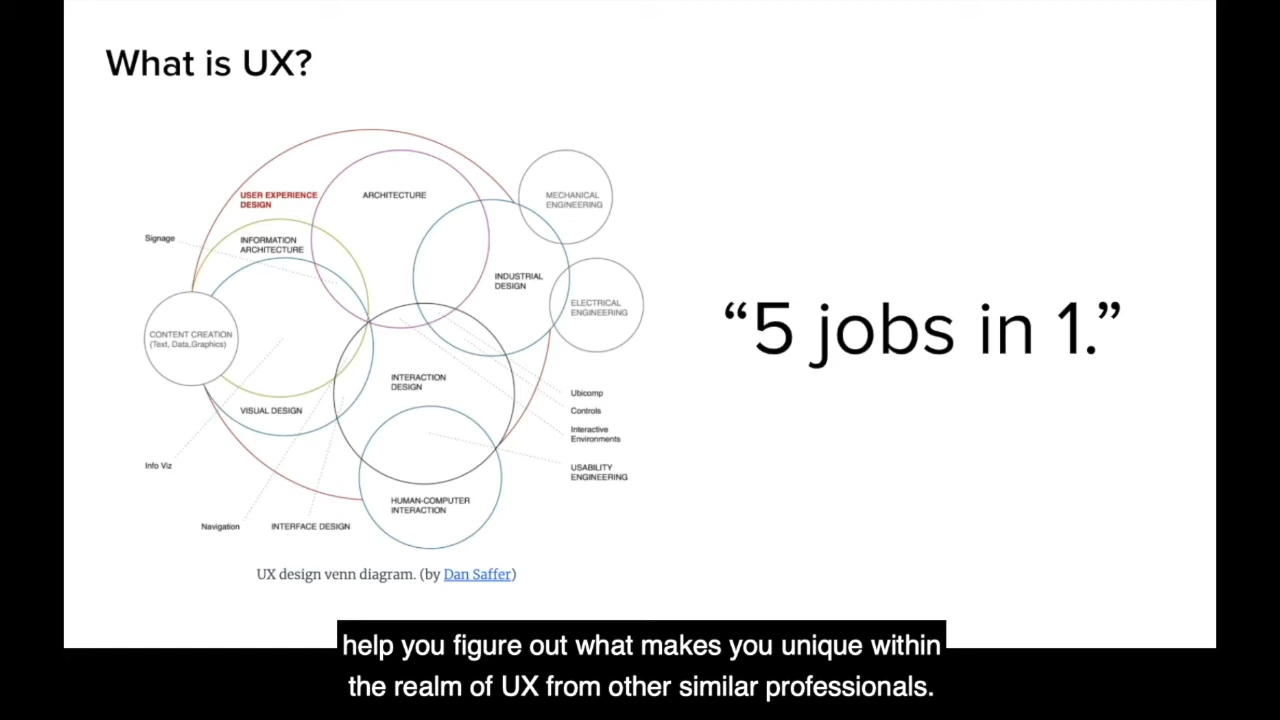 What is UX?
USER EXPERIENCE
DESIGN
ARCHITECTURE
MECHANICAL
ENGINEERING
Signage
INFORMATION
ARCHITECTURE
INDUSTRIAL
DESIGN
ELECTRICAL
ENGINEERING
CONTENT CREATION
(Text, Data,Graphics)
INTERACTION
DESIGN
VISUAL DESIGN
Ubicomp
Controls
Interactive
Environments
Info Viz
USABILITY
ENGINEERING
HUMAN-COMPUTER
INTERACTION
Navigation
INTERFACE DESIGN
UX design venn diagram. (by Dan Saffer)
“5 jobs in 1.”
help you figure out what makes you unique within
the realm of UX from other similar professionals.